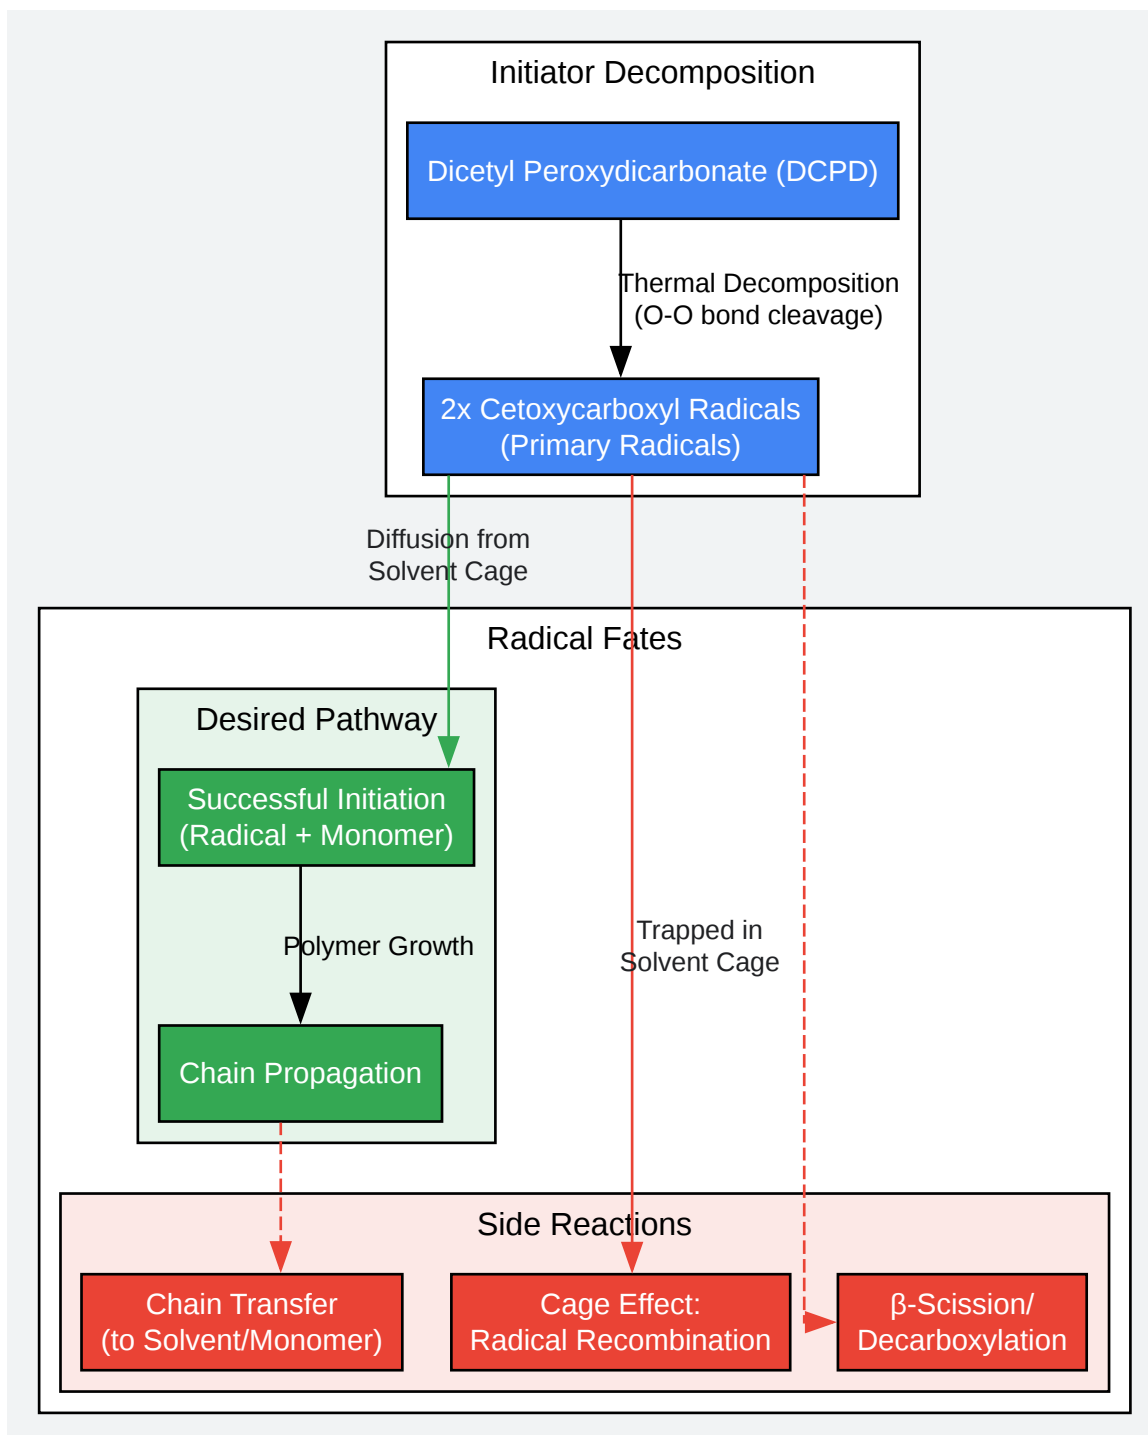 Initiator Decomposition
Dicetyl Peroxydicarbonate (DCPD)
Thermal Decomposition
(O-O bond cleavage)
2x Cetoxycarboxyl Radicals
(Primary Radicals)
Diffusion from
Solvent Cage
Radical Fates
Desired Pathway
Successful Initiation
(Radical + Monomer)
Polymer Growth
Trapped in
Solvent Cage
Chain Propagation
Side Reactions
Chain Transfer
(to Solvent/Monomer)
Cage Effect:
Radical Recombination
β-Scission/
Decarboxylation